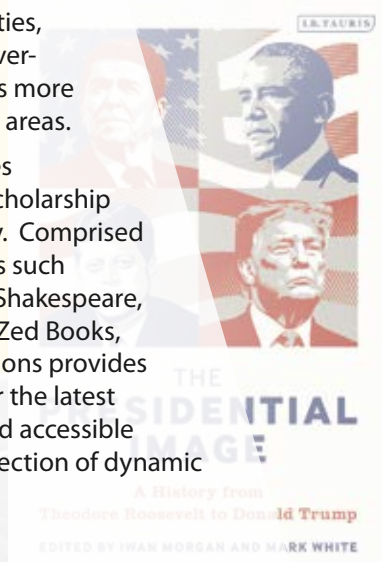 ties,
ver-
s more
areas.
es
cholarship
y. Comprised
s such
Shakespeare,
Zed Books,
ons provides
r the latest
d accessible
ection of dynamic
I.B.TAURIS
THE
PRESIDENTIAL
IMAGE
A History from
Theodore Roosevelt to Donald Trump
EDITED BY IWAN MORGAN AND MARK WHITE